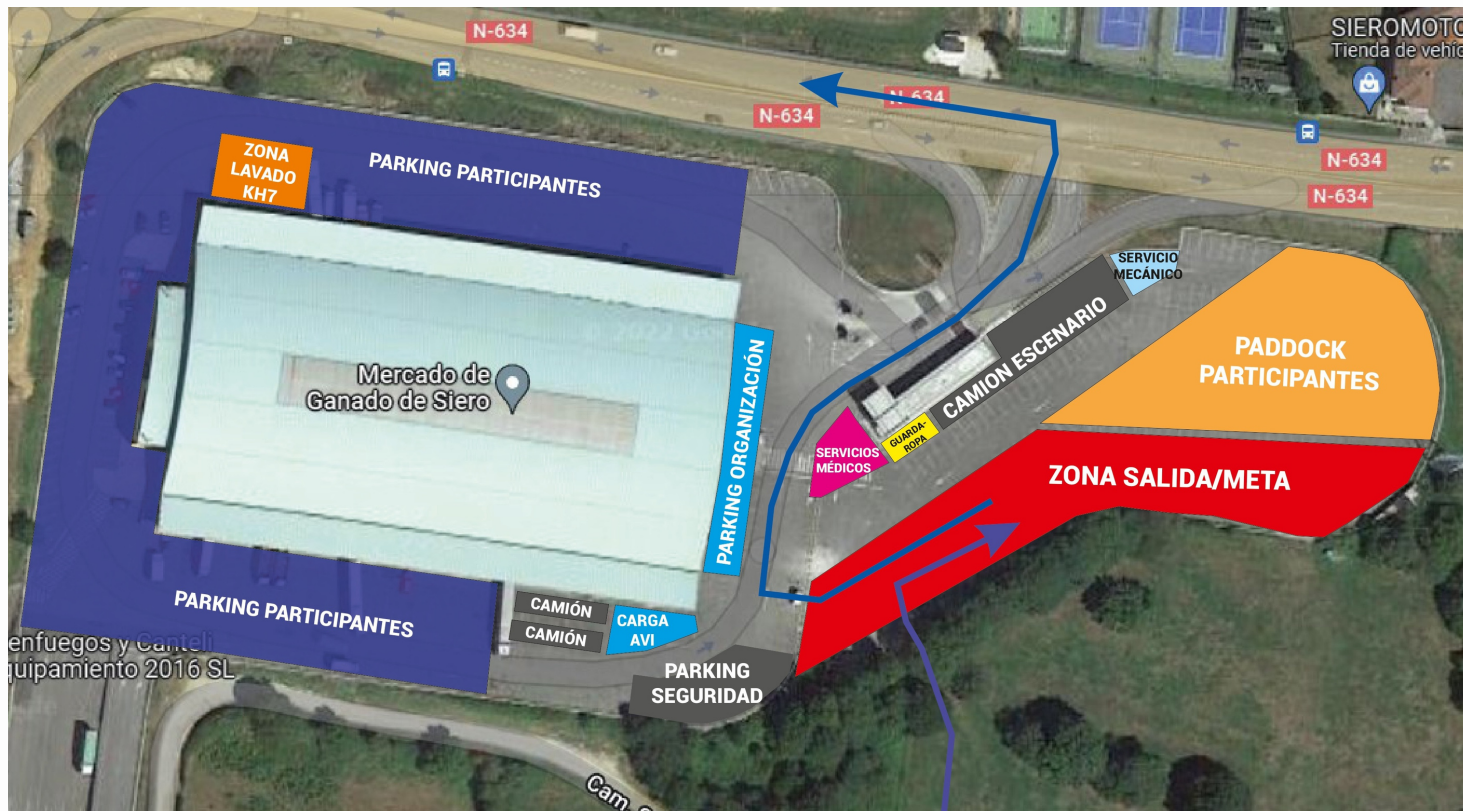 N-634
SIEROMOTO
Tienda de vehíc
N-634
N-634
N-634
N-634
ZONA
LAVADO
KH7
PARKING PARTICIPANTES
SERVICIO
MECÁNICO
CAMION ESCENARIO
PADDOCK
PARTICIPANTES
Mercado de
Ganado de Siero
PARKING ORGANIZACIÓN
GUARDA-
ROPA
SERVICIOS
MÉDICOS
ZONA SALIDA/META
PARKING PARTICIPANTES
CAMIÓN
CAMIÓN
CARGA
AVI
enfuegos y Canteli
quipamiento 2016 SL
PARKING
SEGURIDAD
Cam.